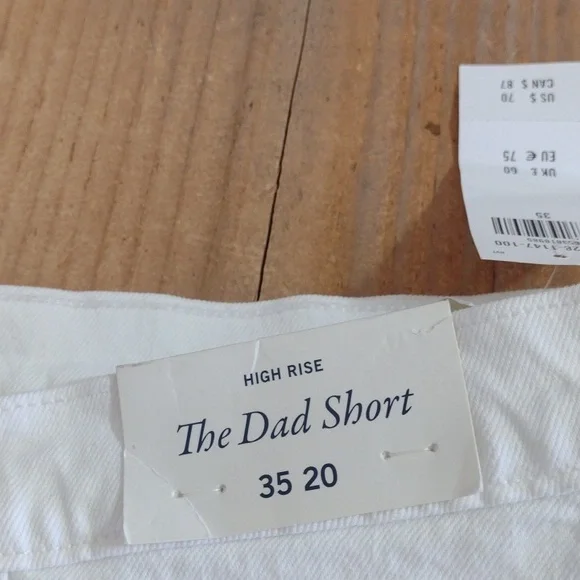 HIGH RISE
The Dad Short
35 20
CAN $ 87
US $ 70
EU € 75
UK £ 60
35